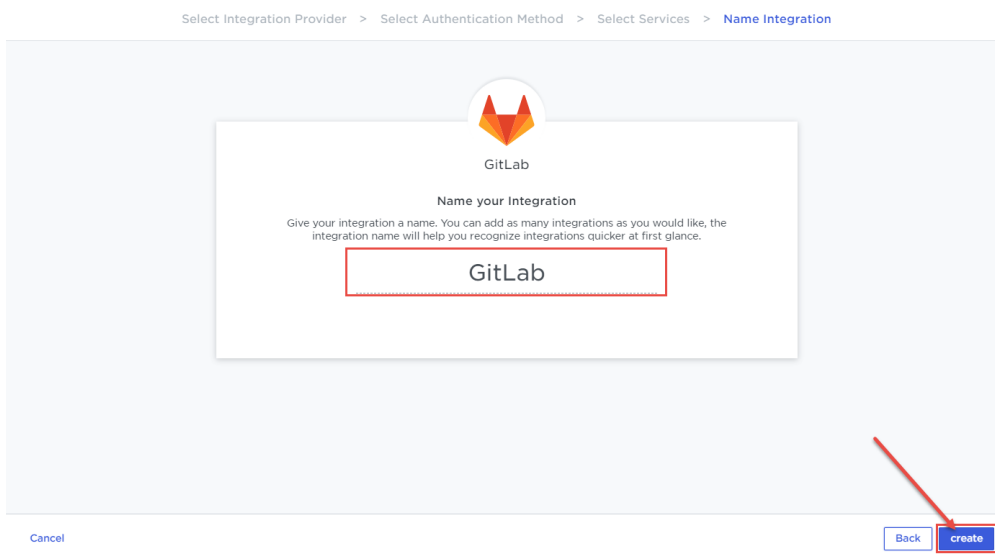 Select Integration Provider > Select Authentication Method > Select Services > Name Integration
GitLab
Name your Integration
Give your integration a name. You can add as many integrations as you would like, the
integration name will help you recognize integrations quicker at first glance.
GitLab
Cancel
Back
create